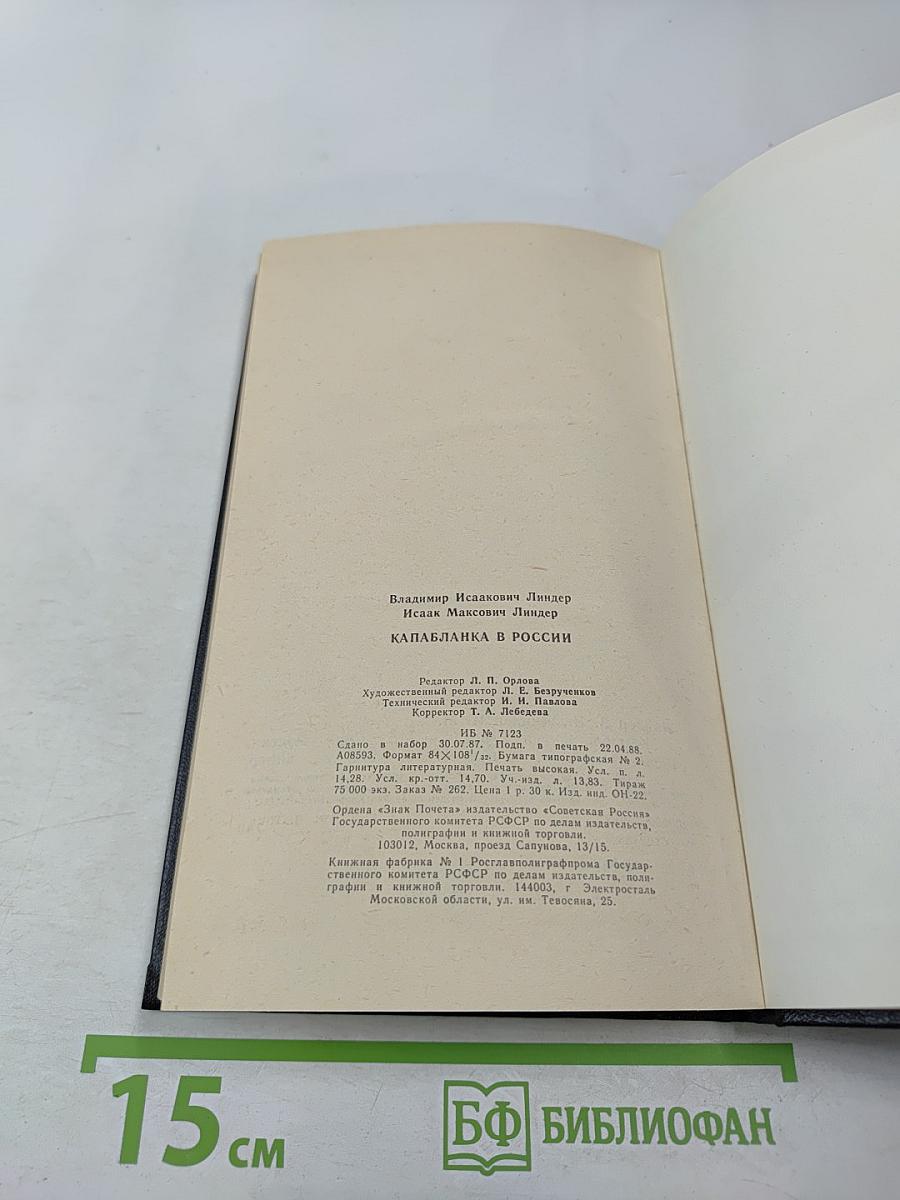 Владимир Исаакович Линдер
Исаак Максович Линдер
КАПАБЛАНКА В РОССИИ
Редактор Л. П. Орлова
Художественный редактор Л. Е. Безрученков
Технический редактор И. И. Павлова
Корректор Т. А. Лебедева
ИБ № 7123
Сдано в набор 30.07.87. Подп. в печать 22.04.88.
А08593. Формат 84×108¹/₃₂. Бумага типографская № 2.
Гарнитура литературная. Печать высокая. Усл. п. л.
14,28. Усл. кр.-отт. 14,70. Уч.-изд. л. 13,83. Тираж
75 000 экз. Заказ № 262. Цена 1 р. 30 к. Изд. инд. ОН-22.
Ордена «Знак Почета» издательство «Советская Россия»
Государственного комитета РСФСР по делам издательств,
полиграфии и книжной торговли.
103012, Москва, проезд Сапунова, 13/15.
Книжная фабрика № 1 Росглавполиграфпрома Государ-
ственного комитета РСФСР по делам издательств, поли-
графии и книжной торговли. 144003, г Электросталь
Московской области, ул. им. Тевосяна, 25.
15 см
БФ БИБЛИОФАН